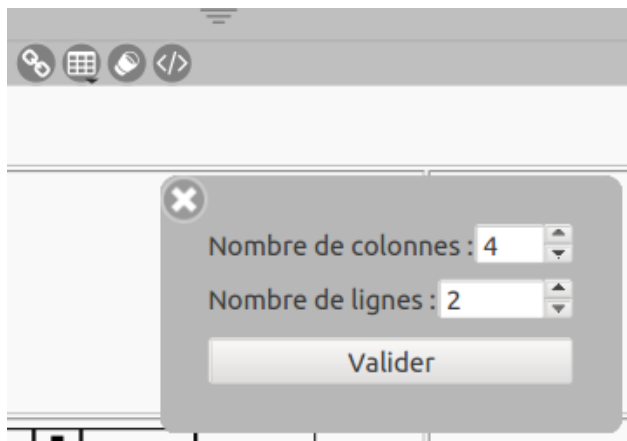 </>
Nombre de colonnes : 4
Nombre de lignes : 2
Valider